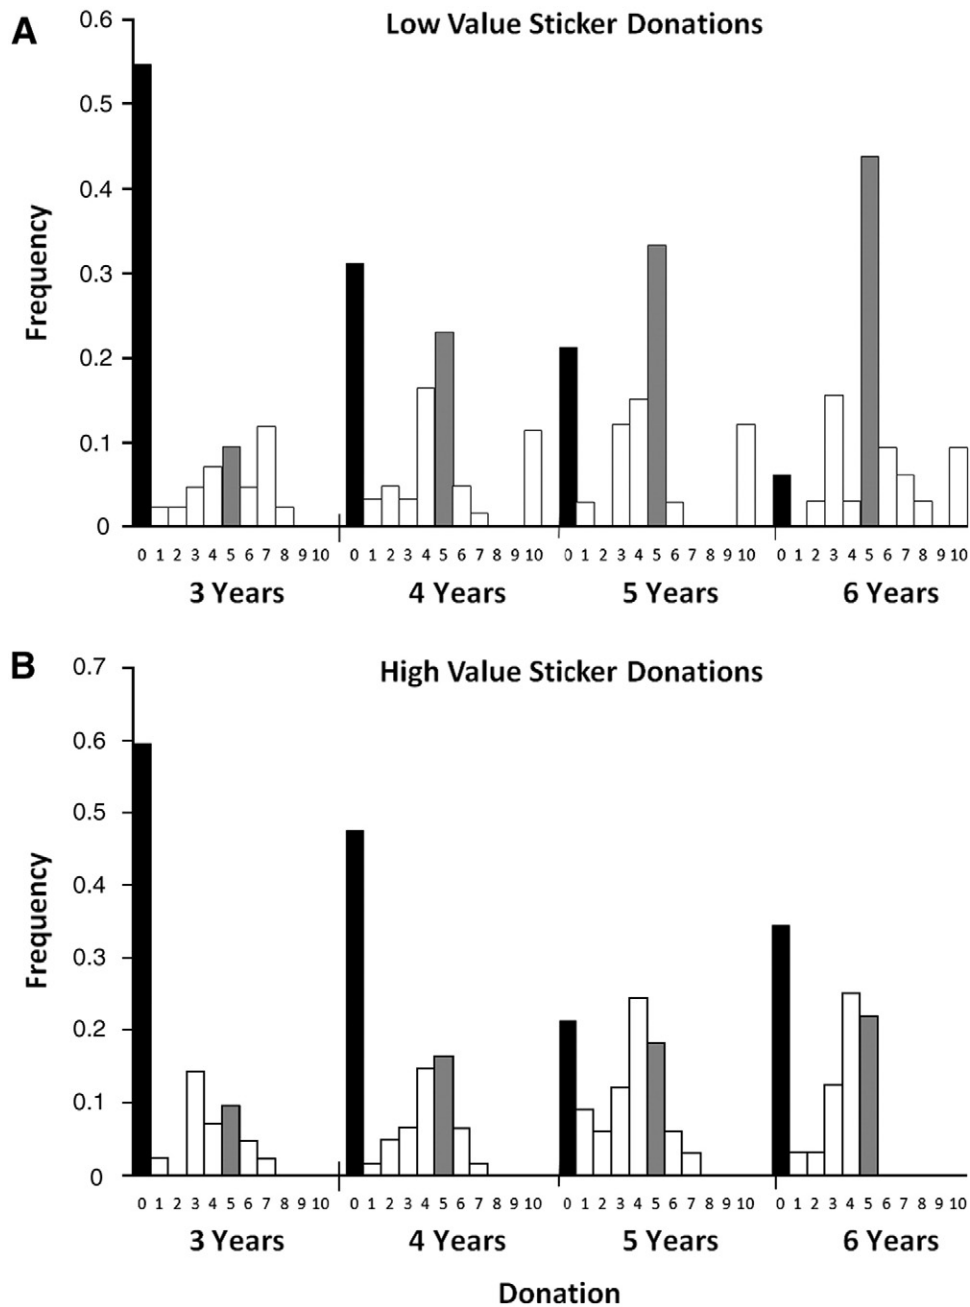 A
Low Value Sticker Donations
Frequency
0.6
0.5
0.4
0.3
0.2
0.1
0
0 1 2 3 4 5 6 7 8 9 10 0 1 2 3 4 5 6 7 8 9 10 0 1 2 3 4 5 6 7 8 9 10 0 1 2 3 4 5 6 7 8 9 10
3 Years 4 Years 5 Years 6 Years
B
High Value Sticker Donations
Frequency
0.7
0.6
0.5
0.4
0.3
0.2
0.1
0
0 1 2 3 4 5 6 7 8 9 10 0 1 2 3 4 5 6 7 8 9 10 0 1 2 3 4 5 6 7 8 9 10 0 1 2 3 4 5 6 7 8 9 10
3 Years 4 Years 5 Years 6 Years
Donation